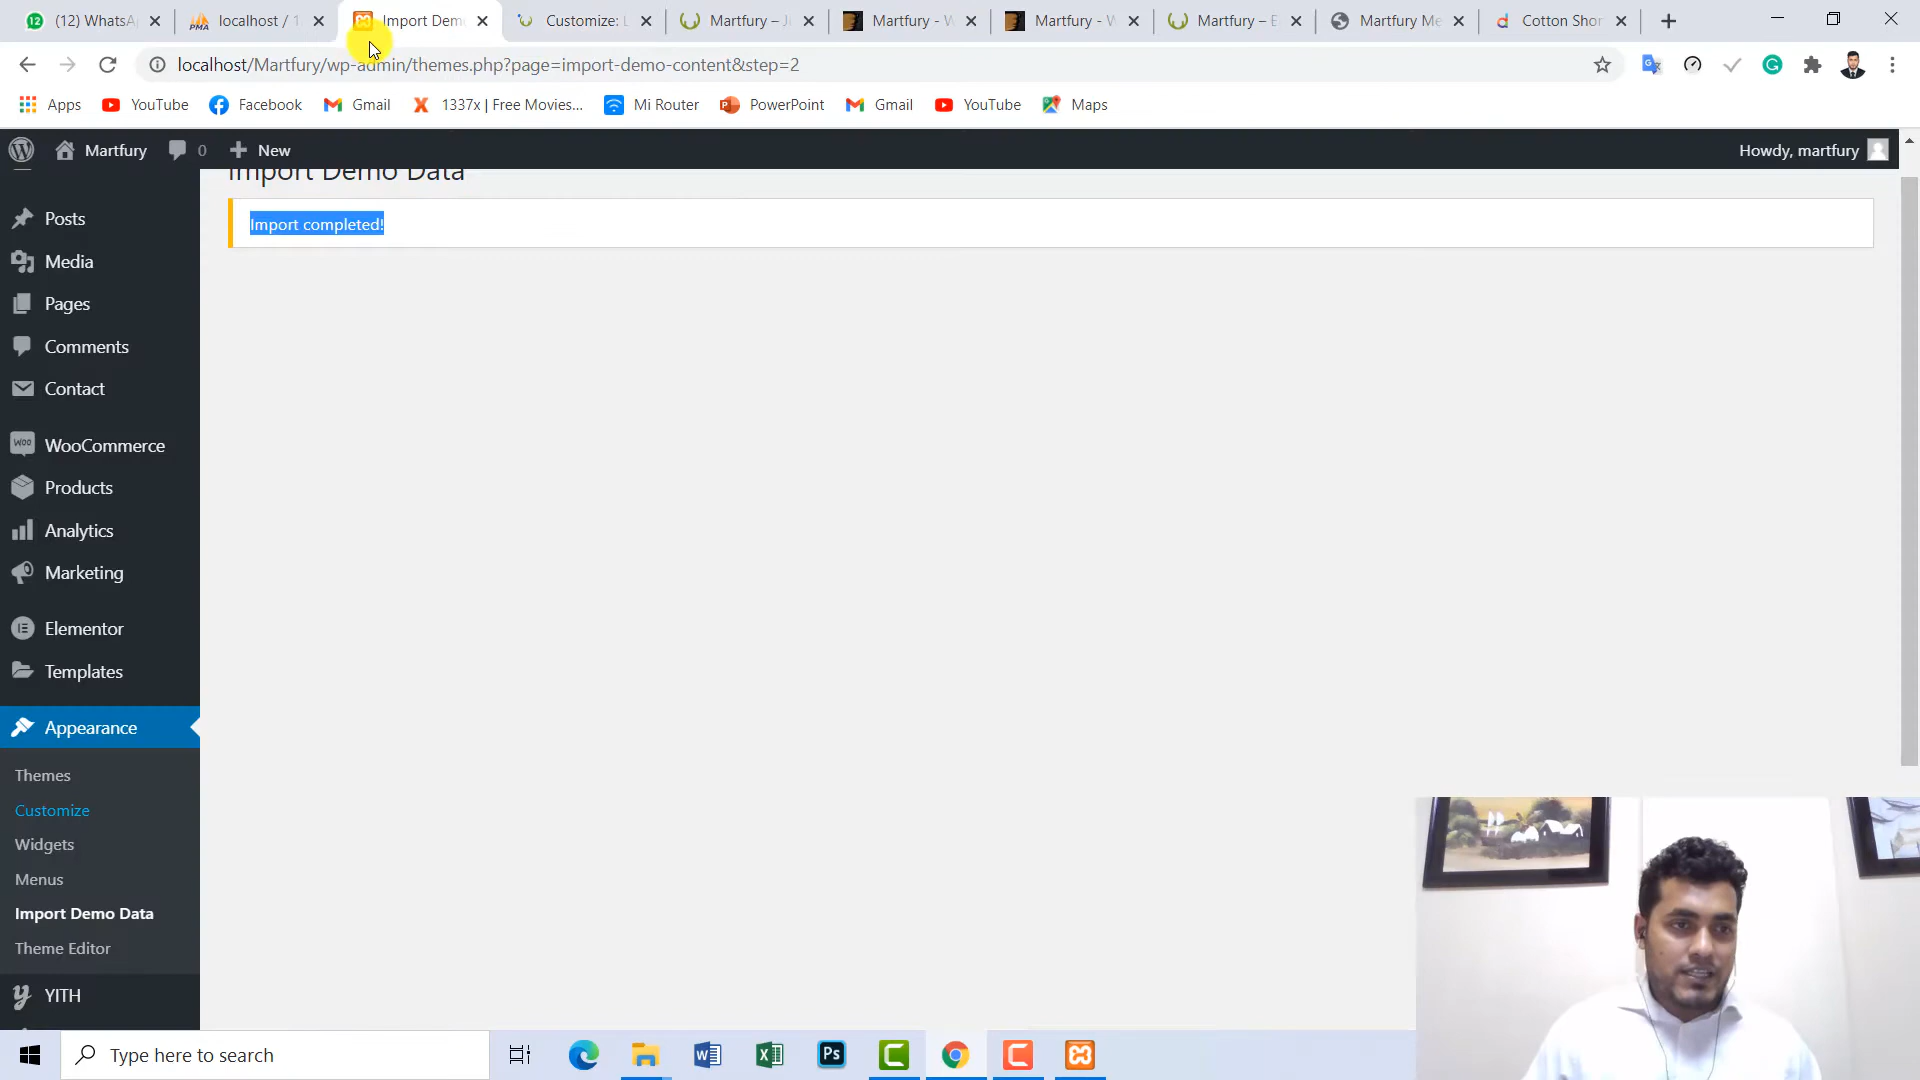 (12) WhatsA
localhost / 1
Import Dem
Customize: L
Martfury – Ji
Martfury - W
Martfury - W
Martfury – E
Martfury Me
Cotton Shor
localhost/Martfury/wp-admin/themes.php?page=import-demo-content&step=2
Apps
YouTube
Facebook
Gmail
1337x | Free Movies...
Mi Router
PowerPoint
Gmail
YouTube
Maps
Martfury
0
New
Howdy, martfury
Import Demo Data
Import completed!
Posts
Media
Pages
Comments
Contact
WooCommerce
Products
Analytics
Marketing
Elementor
Templates
Appearance
Themes
Customize
Widgets
Menus
Import Demo Data
Theme Editor
YITH
Type here to search